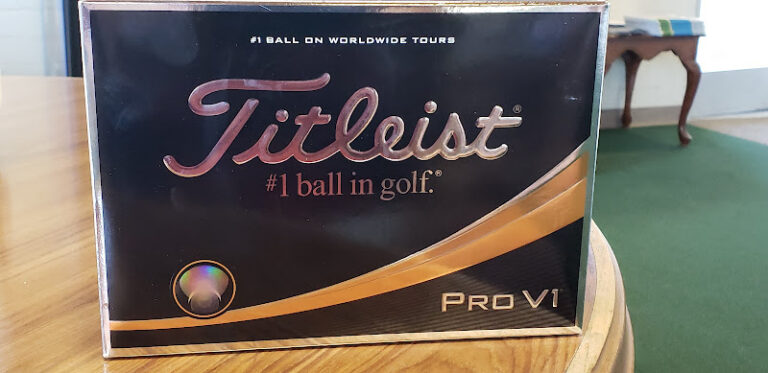 #1 BALL ON WORLDWIDE TOURS
Titleist®
#1 ball in golf.®
PRO V1